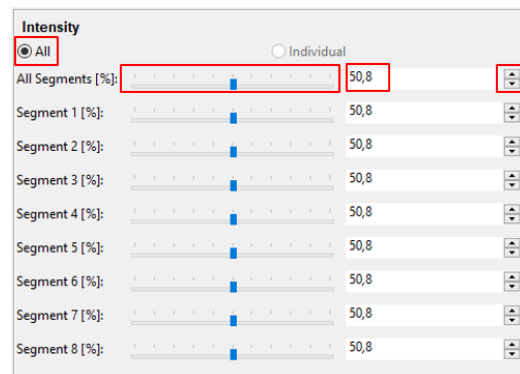 Intensity
All Individual
All Segments [%]: 50,8
Segment 1 [%]: 50,8
Segment 2 [%]: 50,8
Segment 3 [%]: 50,8
Segment 4 [%]: 50,8
Segment 5 [%]: 50,8
Segment 6 [%]: 50,8
Segment 7 [%]: 50,8
Segment 8 [%]: 50,8